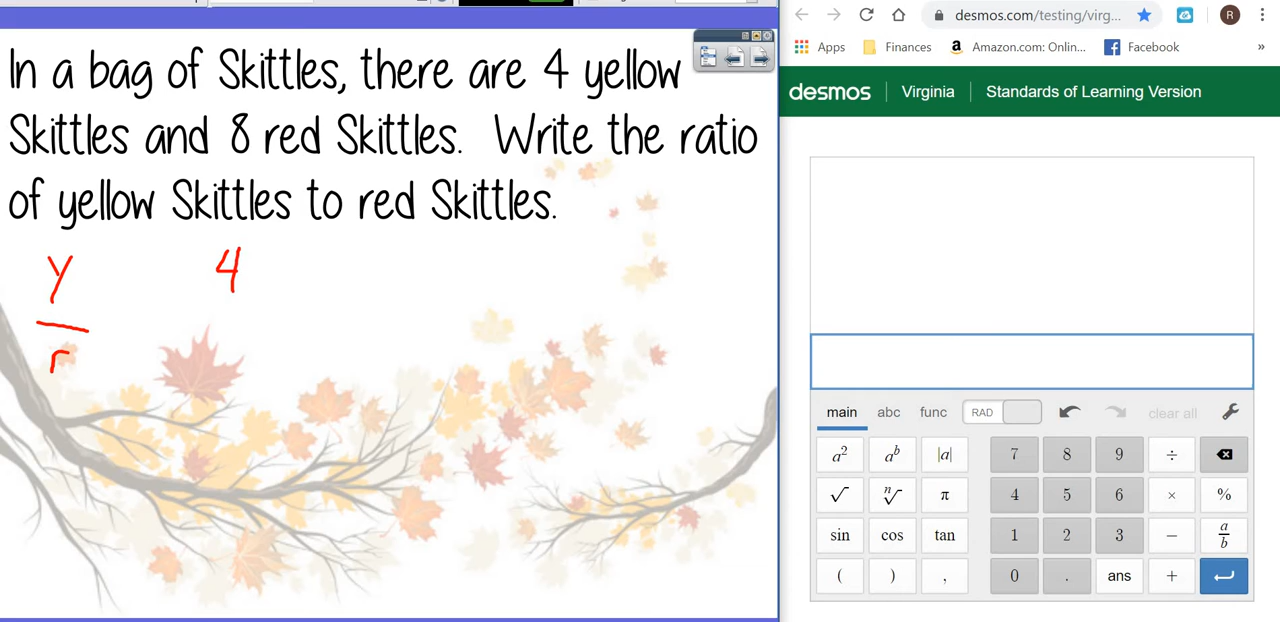 In a bag of Skittles, there are 4 yellow
Skittles and 8 red Skittles. Write the ratio
of yellow Skittles to red Skittles.
y 4
r
desmos.com/testing/virg...
R
Apps Finances a Amazon.com: Onlin... Facebook »
desmos Virginia Standards of Learning Version
main abc func RAD clear all
a² aᵇ |a| 7 8 9 ÷
√ ⁿ√ π 4 5 6 × %
sin cos tan 1 2 3 − a/b
( ) , 0 . ans +